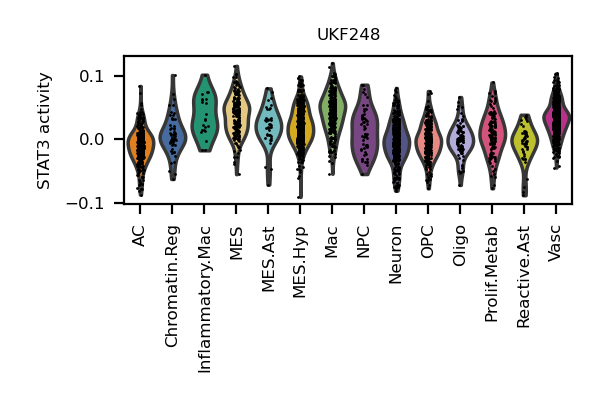 UKF248
STAT3 activity
0.1
0.0
−0.1
AC
Chromatin.Reg
Inflammatory.Mac
MES
MES.Ast
MES.Hyp
Mac
NPC
Neuron
OPC
Oligo
Prolif.Metab
Reactive.Ast
Vasc